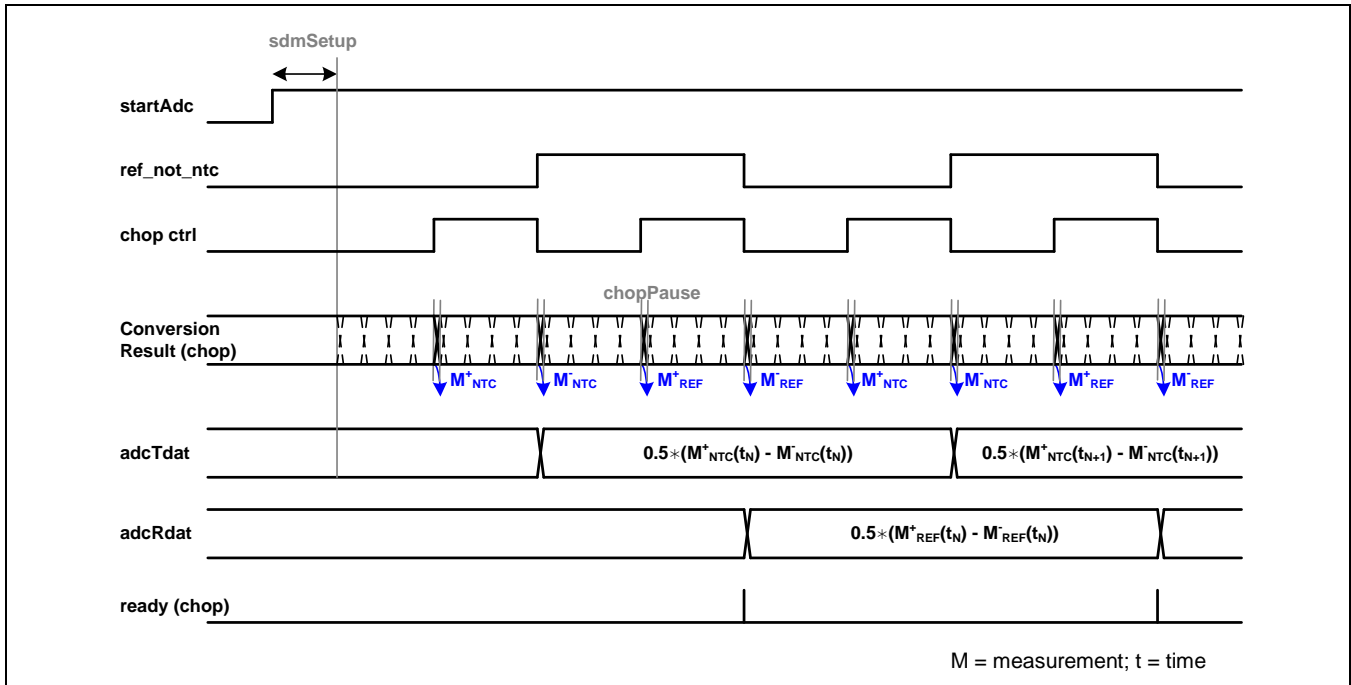 sdmSetup
startAdc
ref_not_ntc
chop ctrl
chopPause
Conversion
Result (chop)
M⁺NTC M⁻NTC M⁺REF M⁻REF M⁺NTC M⁻NTC M⁺REF M⁻REF
adcTdat 0.5∗(M⁺NTC(tN) - M⁻NTC(tN)) 0.5∗(M⁺NTC(tN+1) - M⁻NTC(tN+1))
adcRdat 0.5∗(M⁺REF(tN) - M⁻REF(tN))
ready (chop)
M = measurement; t = time